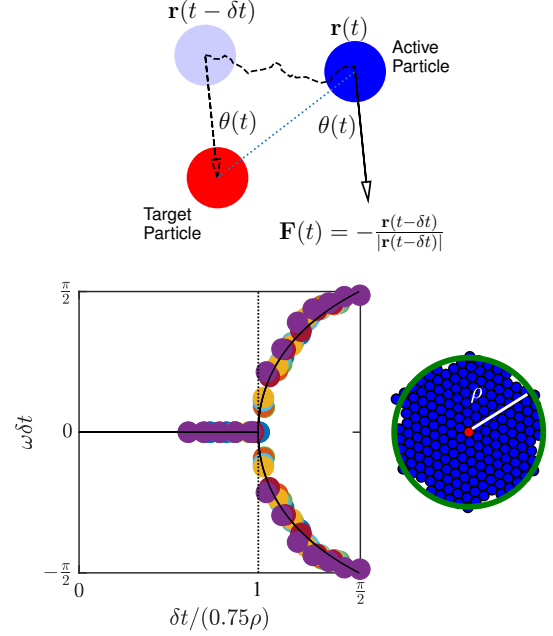 r(t − δt)
r(t)
Active
Particle
θ(t)
θ(t)
Target
Particle
F(t) = − r(t−δt) / |r(t−δt)|
π/2
ωδt
0
ρ
−π/2
0
1
π/2
δt/(0.75ρ)